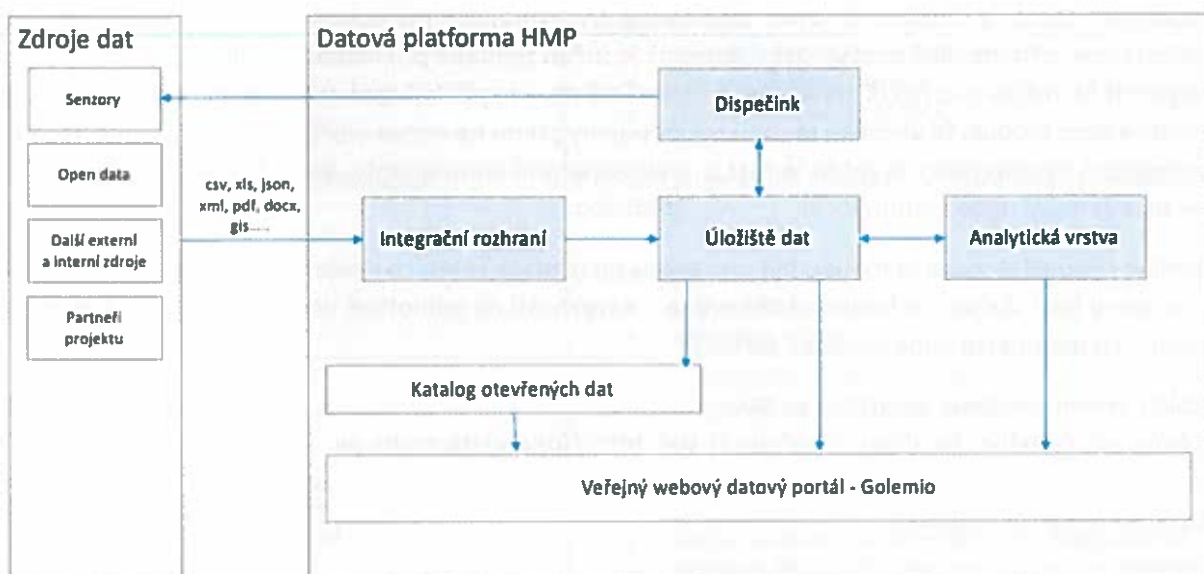 Zdroje dat
Senzory
Open data
Další externí
a interní zdroje
Partneři
projektu
csv, xls, json,
xml, pdf, docx,
gis.....
Datová platforma HMP
Dispečink
Integrační rozhraní
Úložiště dat
Analytická vrstva
Katalog otevřených dat
Veřejný webový datový portál - Golemio